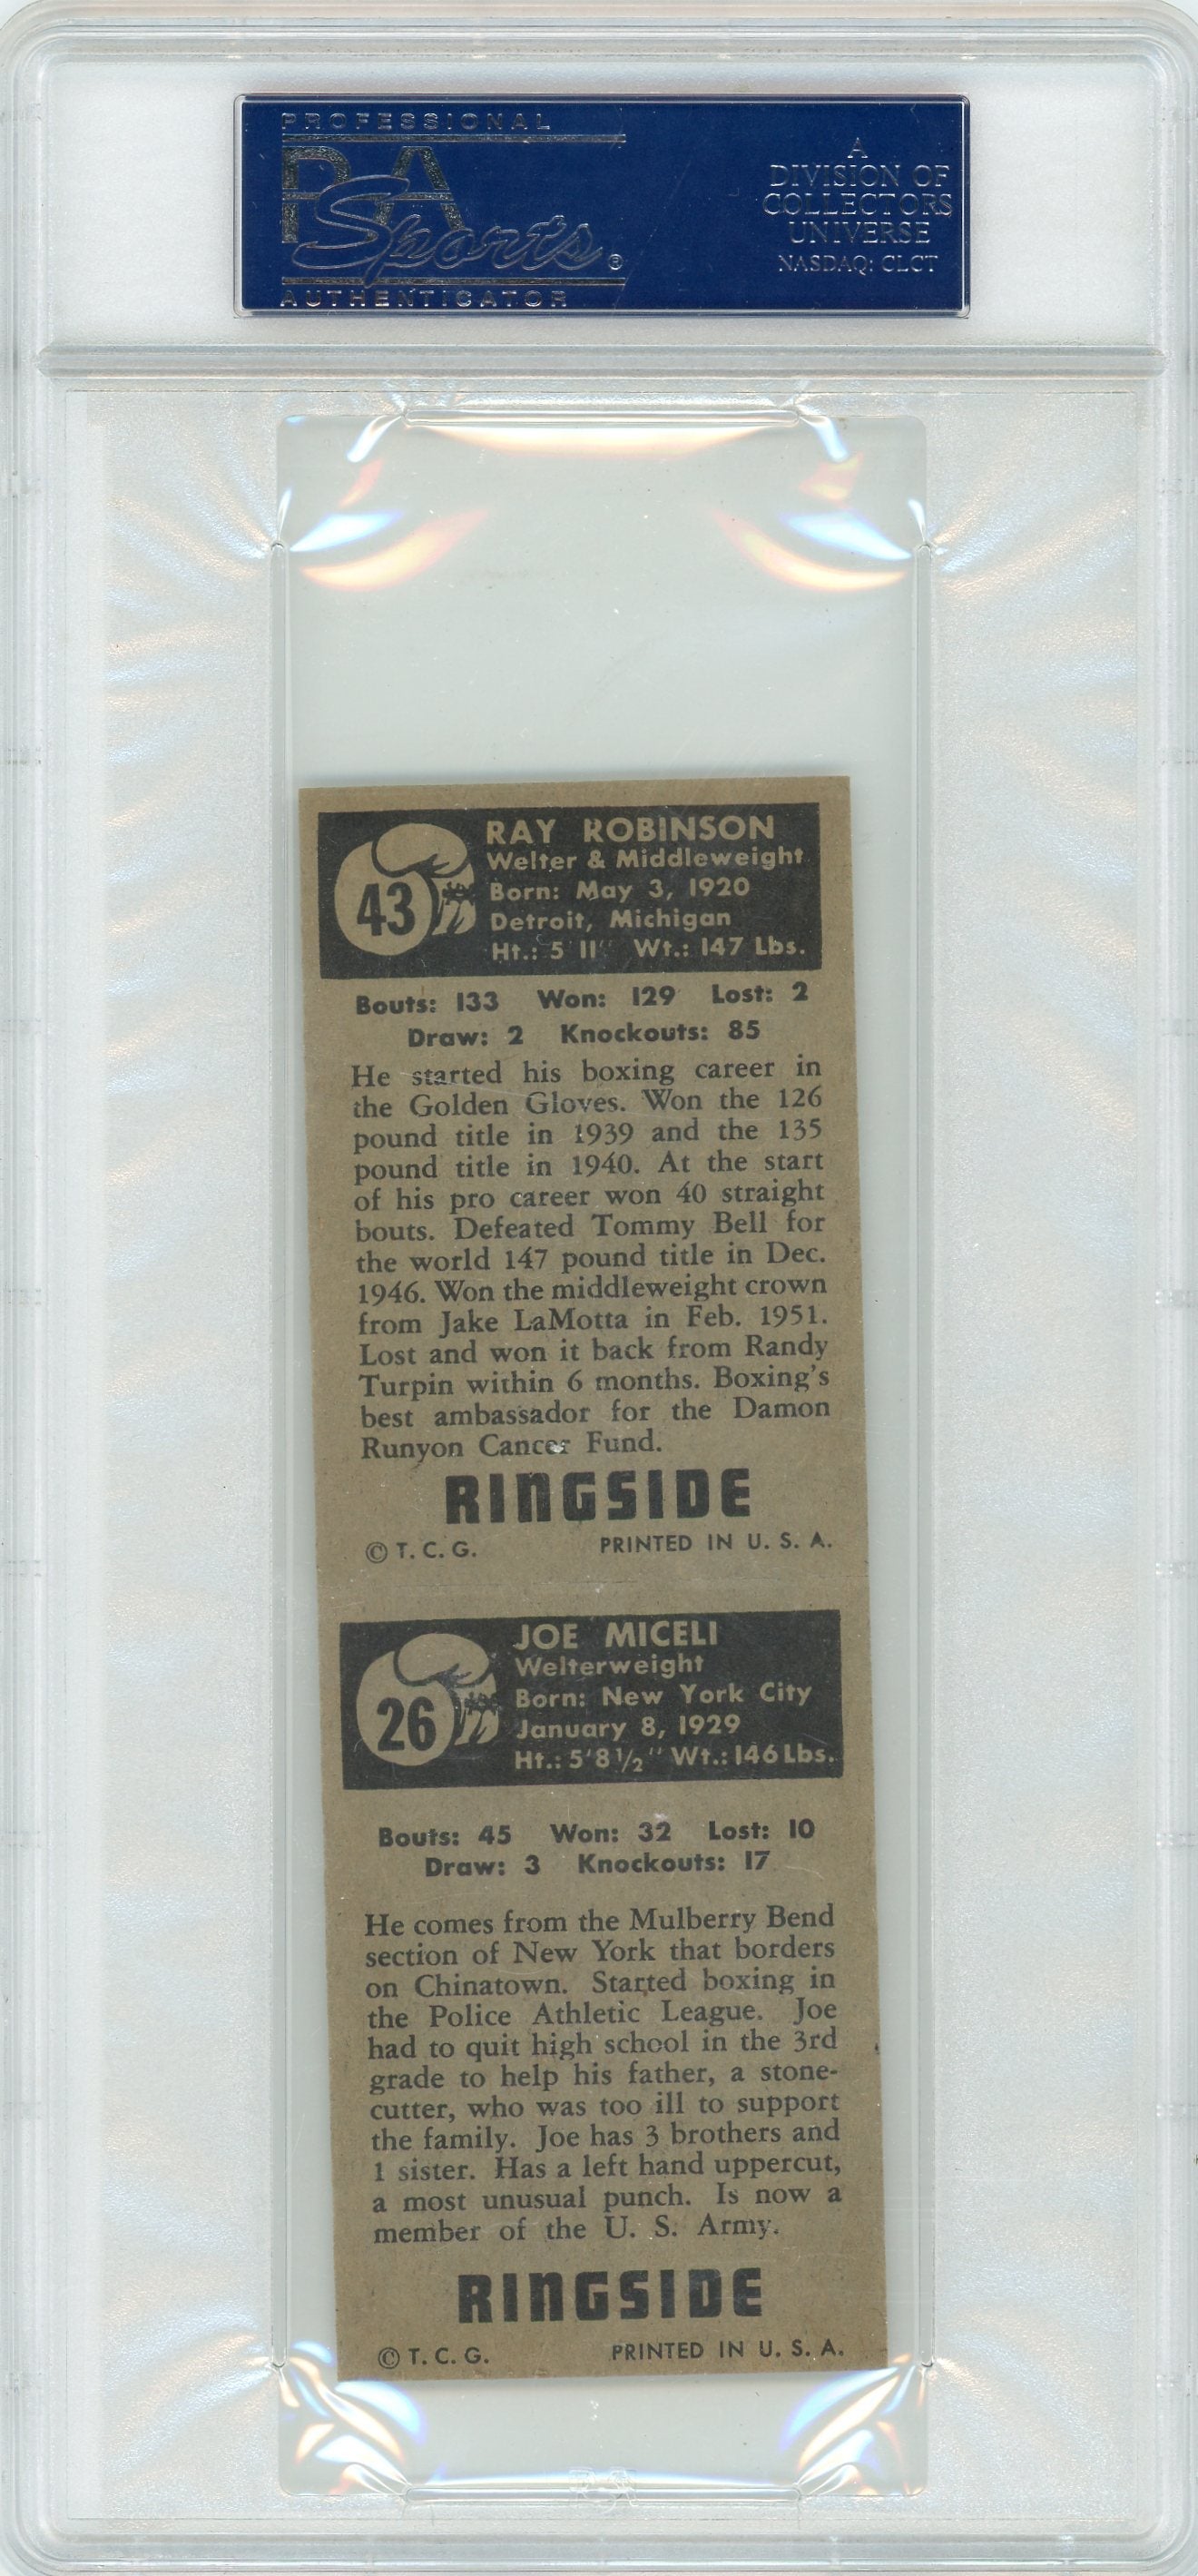 PROFESSIONAL
PSA
Sports®
AUTHENTICATOR
A
DIVISION OF
COLLECTORS
UNIVERSE
NASDAQ: CLCT
43
RAY ROBINSON
Welter & Middleweight
Born: May 3, 1920
Detroit, Michigan
Ht.: 5'11" Wt.: 147 Lbs.
Bouts: 133 Won: 129 Lost: 2
Draw: 2 Knockouts: 85
He started his boxing career in
the Golden Gloves. Won the 126
pound title in 1939 and the 135
pound title in 1940. At the start
of his pro career won 40 straight
bouts. Defeated Tommy Bell for
the world 147 pound title in Dec.
1946. Won the middleweight crown
from Jake LaMotta in Feb. 1951.
Lost and won it back from Randy
Turpin within 6 months. Boxing's
best ambassador for the Damon
Runyon Cancer Fund.
RINGSIDE
© T. C. G. PRINTED IN U. S. A.
26
JOE MICELI
Welterweight
Born: New York City
January 8, 1929
Ht.: 5'8½" Wt.: 146 Lbs.
Bouts: 45 Won: 32 Lost: 10
Draw: 3 Knockouts: 17
He comes from the Mulberry Bend
section of New York that borders
on Chinatown. Started boxing in
the Police Athletic League. Joe
had to quit high school in the 3rd
grade to help his father, a stone-
cutter, who was too ill to support
the family. Joe has 3 brothers and
1 sister. Has a left hand uppercut,
a most unusual punch. Is now a
member of the U. S. Army.
RINGSIDE
© T. C. G. PRINTED IN U. S. A.